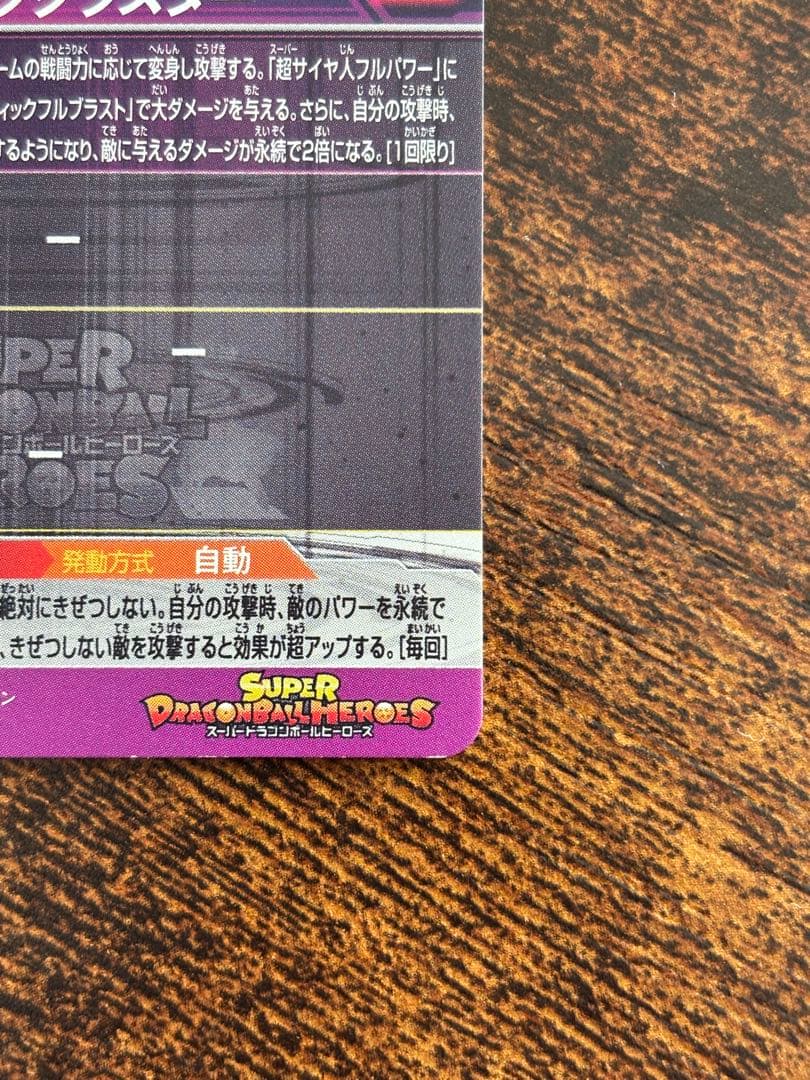 ームの戦闘力に応じて変身し攻撃する。「超サイヤ人フルパワー」に
ィックフルブラスト」で大ダメージを与える。さらに、自分の攻撃時、
するようになり、敵に与えるダメージが永続で2倍になる。[1回限り]
ー
ー
ー
SUPER
DRAGONBALL
ドラゴンボールヒーローズ
HEROES
発動方式 自動
絶対にきぜつしない。自分の攻撃時、敵のパワーを永続で
、きぜつしない敵を攻撃すると効果が超アップする。[毎回]
ン
SUPER
DRAGONBALL HEROES
スーパードラゴンボールヒーローズ